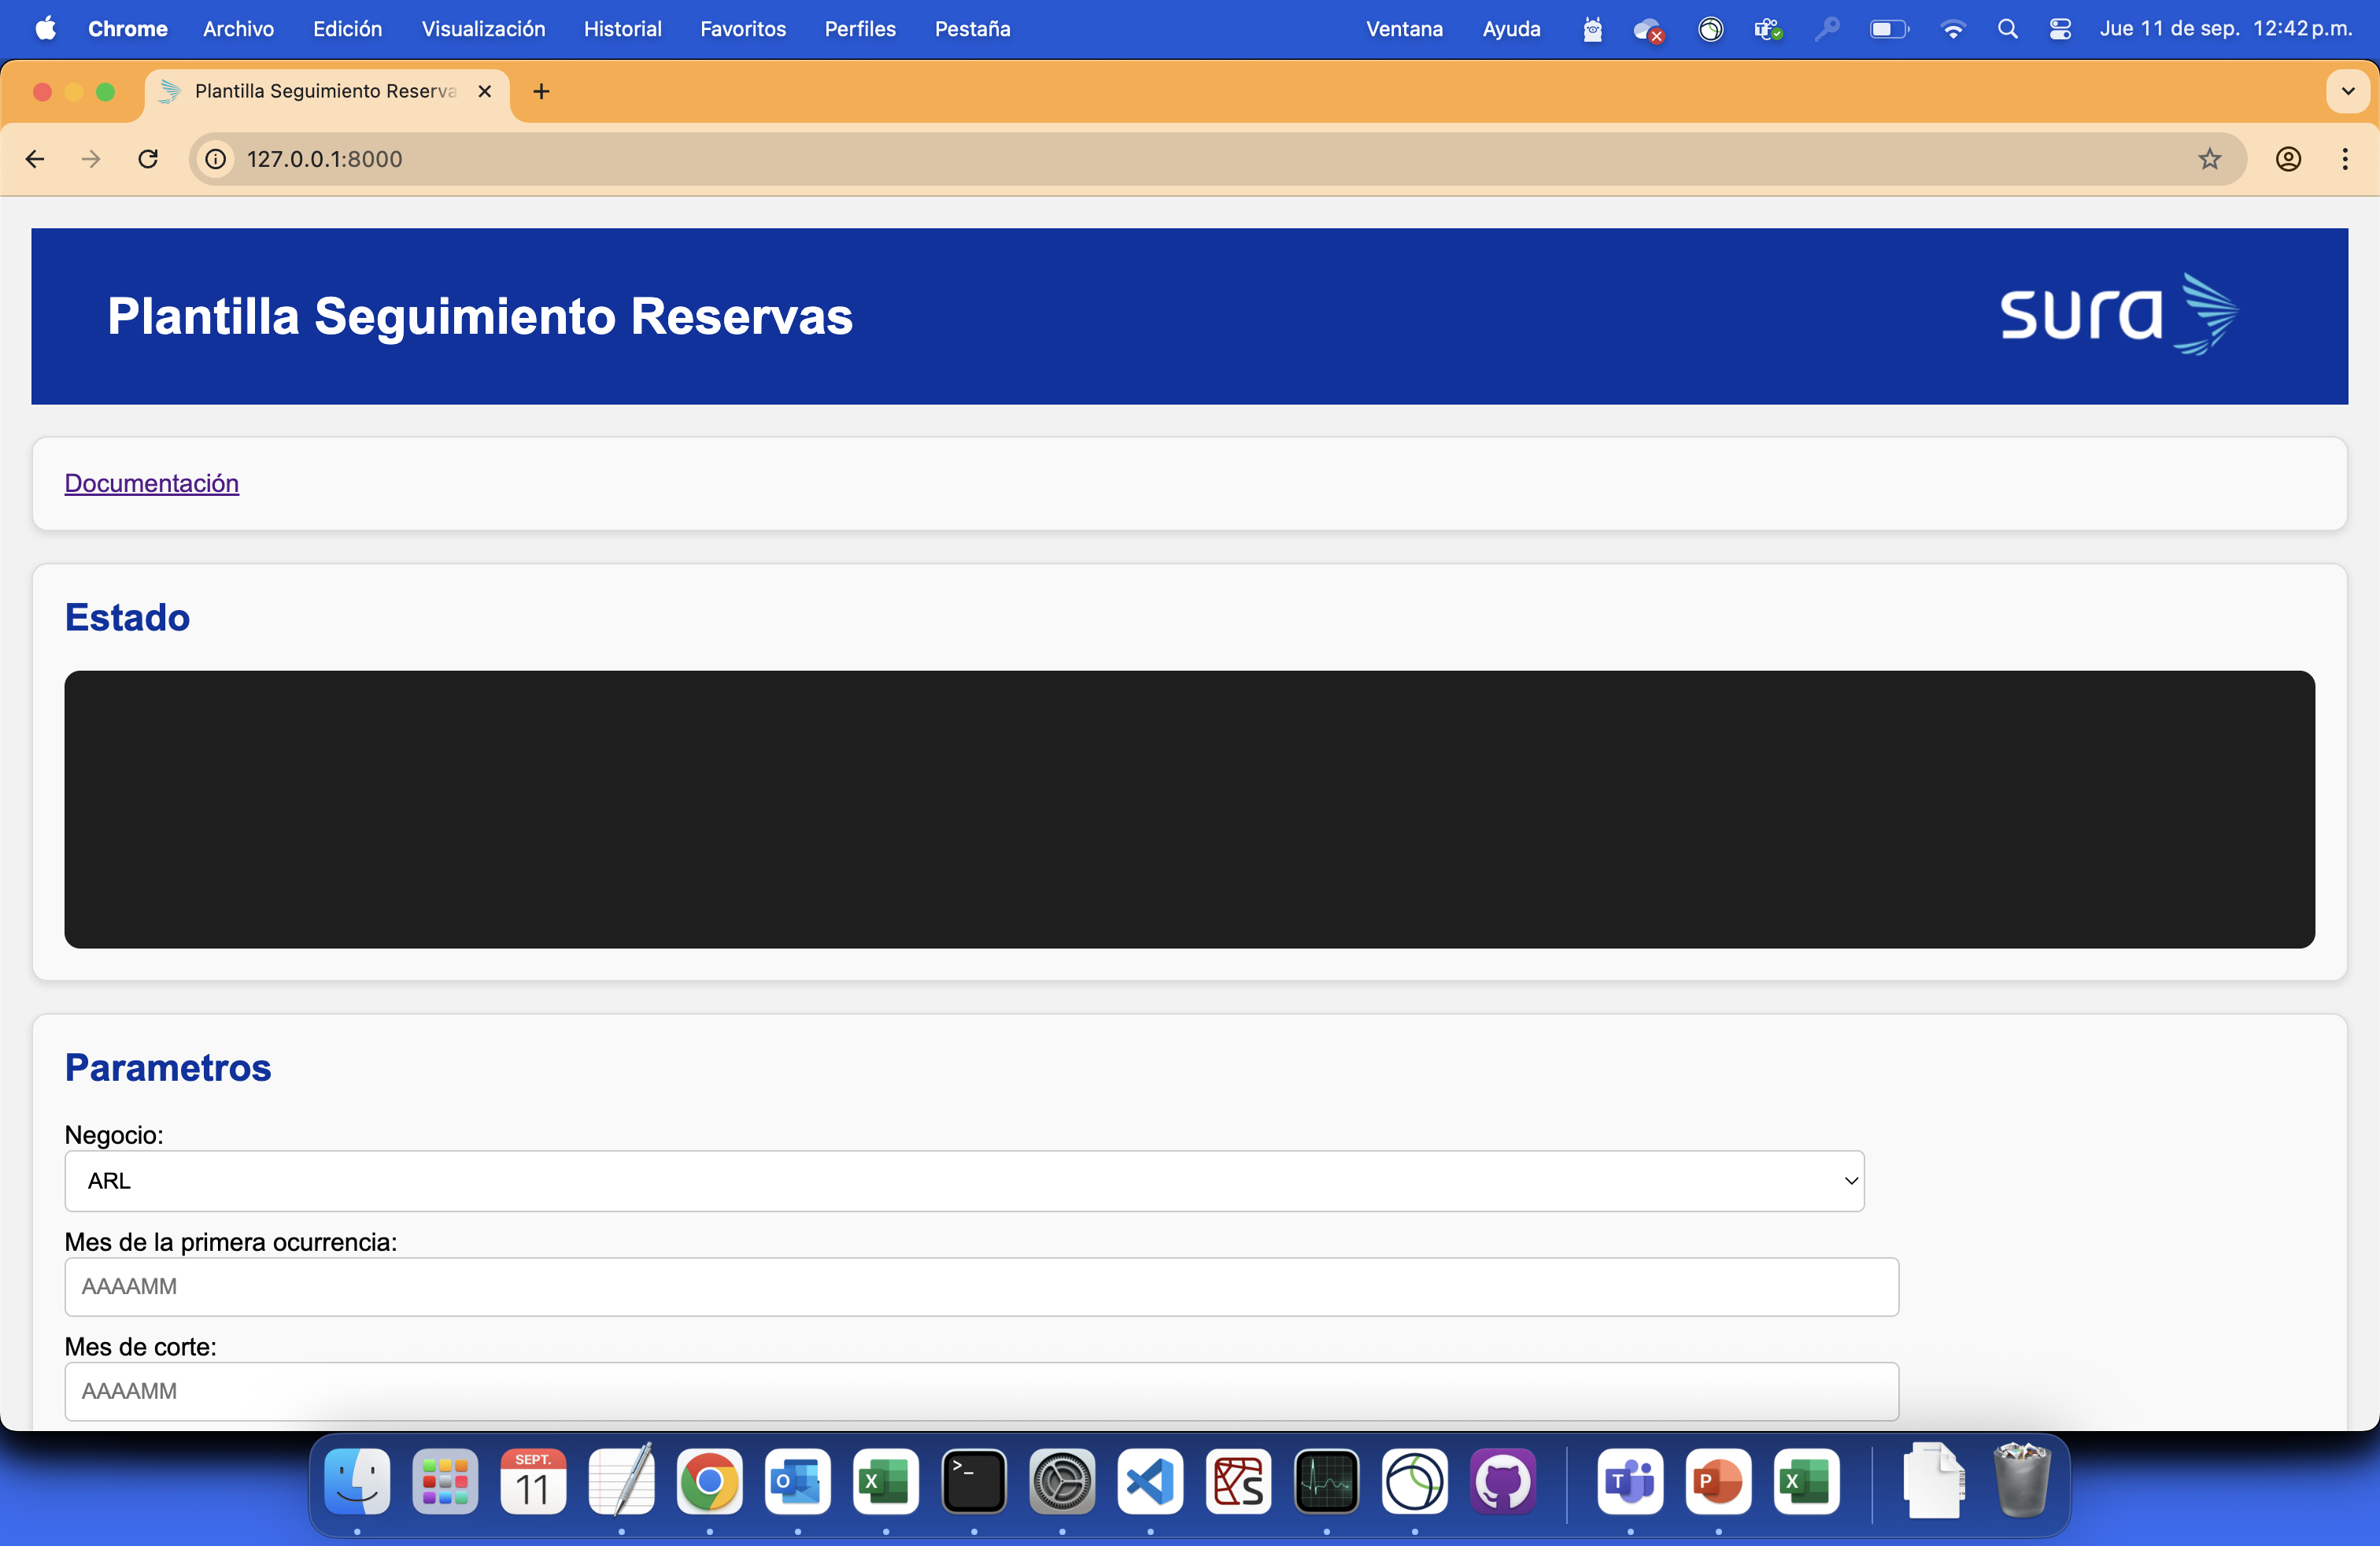 Chrome Archivo Edición Visualización Historial Favoritos Perfiles Pestaña Ventana Ayuda Jue 11 de sep. 12:42 p.m.
Plantilla Seguimiento Reserva
127.0.0.1:8000
Plantilla Seguimiento Reservas
sura
Documentación
Estado
Parametros
Negocio:
ARL
Mes de la primera ocurrencia:
AAAAMM
Mes de corte:
AAAAMM
SEPT.
11
O
X
>_
S
T
P
X